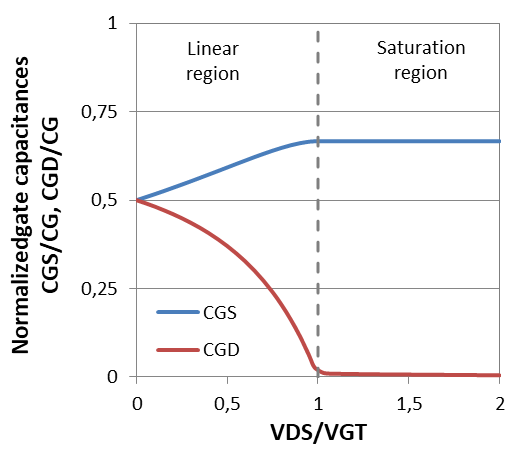 Normalizedgate capacitances
CGS/CG, CGD/CG
1
0,75
0,5
0,25
0
Linear
region
Saturation
region
CGS
CGD
0
0,5
1
1,5
2
VDS/VGT